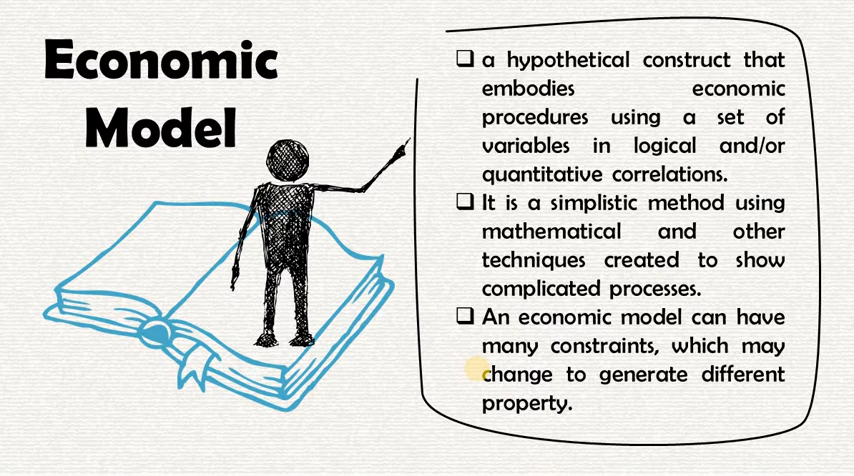 Economic
Model
❑ a hypothetical construct that
embodies economic
procedures using a set of
variables in logical and/or
quantitative correlations.
❑ It is a simplistic method using
mathematical and other
techniques created to show
complicated processes.
❑ An economic model can have
many constraints, which may
change to generate different
property.